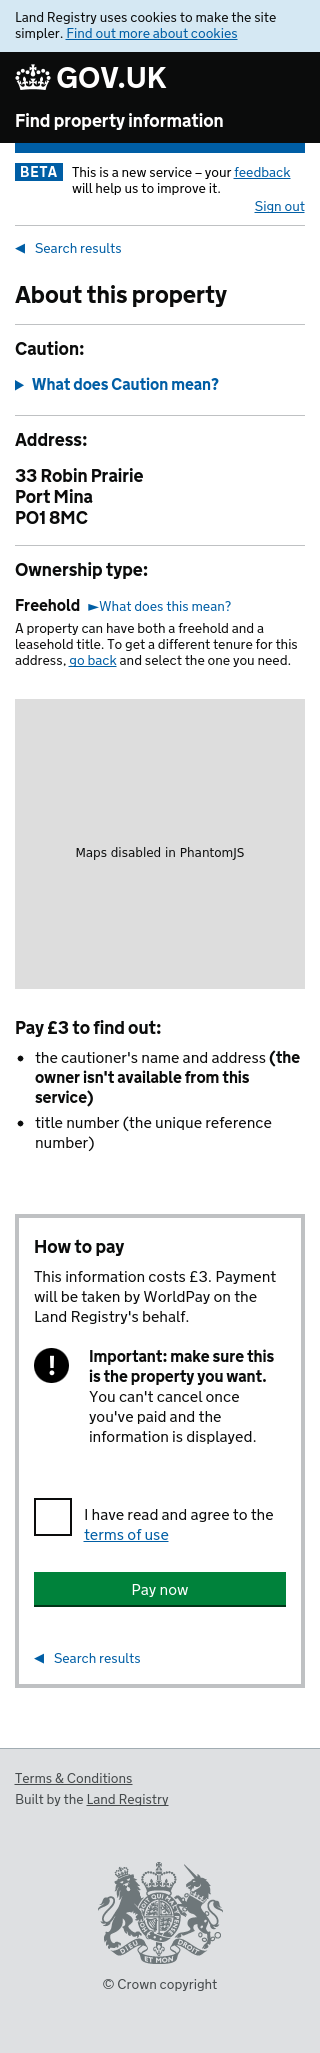 Land Registry uses cookies to make the site
simpler. Find out more about cookies
GOV.UK
Find property information
BETA This is a new service – your feedback
will help us to improve it.
Sign out
Search results
About this property
Caution:
What does Caution mean?
Address:
33 Robin Prairie
Port Mina
PO1 8MC
Ownership type:
Freehold What does this mean?
A property can have both a freehold and a
leasehold title. To get a different tenure for this
address, go back and select the one you need.
Maps disabled in PhantomJS
Pay £3 to find out:
• the cautioner's name and address (the
owner isn't available from this
service)
• title number (the unique reference
number)
How to pay
This information costs £3. Payment
will be taken by WorldPay on the
Land Registry's behalf.
! Important: make sure this
is the property you want.
You can't cancel once
you've paid and the
information is displayed.
I have read and agree to the
terms of use
Pay now
Search results
Terms & Conditions
Built by the Land Registry
DIEU ET MON DROIT
© Crown copyright